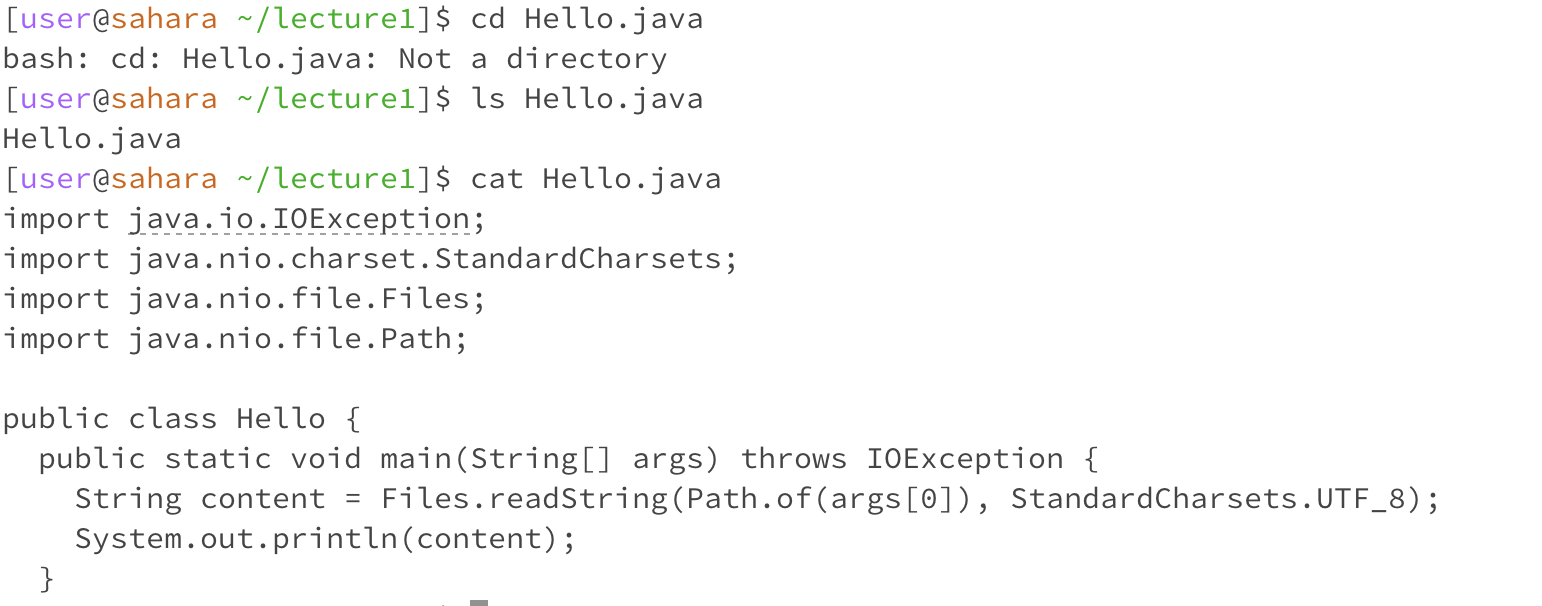 [user@sahara ~/lecture1]$ cd Hello.java
bash: cd: Hello.java: Not a directory
[user@sahara ~/lecture1]$ ls Hello.java
Hello.java
[user@sahara ~/lecture1]$ cat Hello.java
import java.io.IOException;
import java.nio.charset.StandardCharsets;
import java.nio.file.Files;
import java.nio.file.Path;

public class Hello {
  public static void main(String[] args) throws IOException {
    String content = Files.readString(Path.of(args[0]), StandardCharsets.UTF_8);
    System.out.println(content);
  }